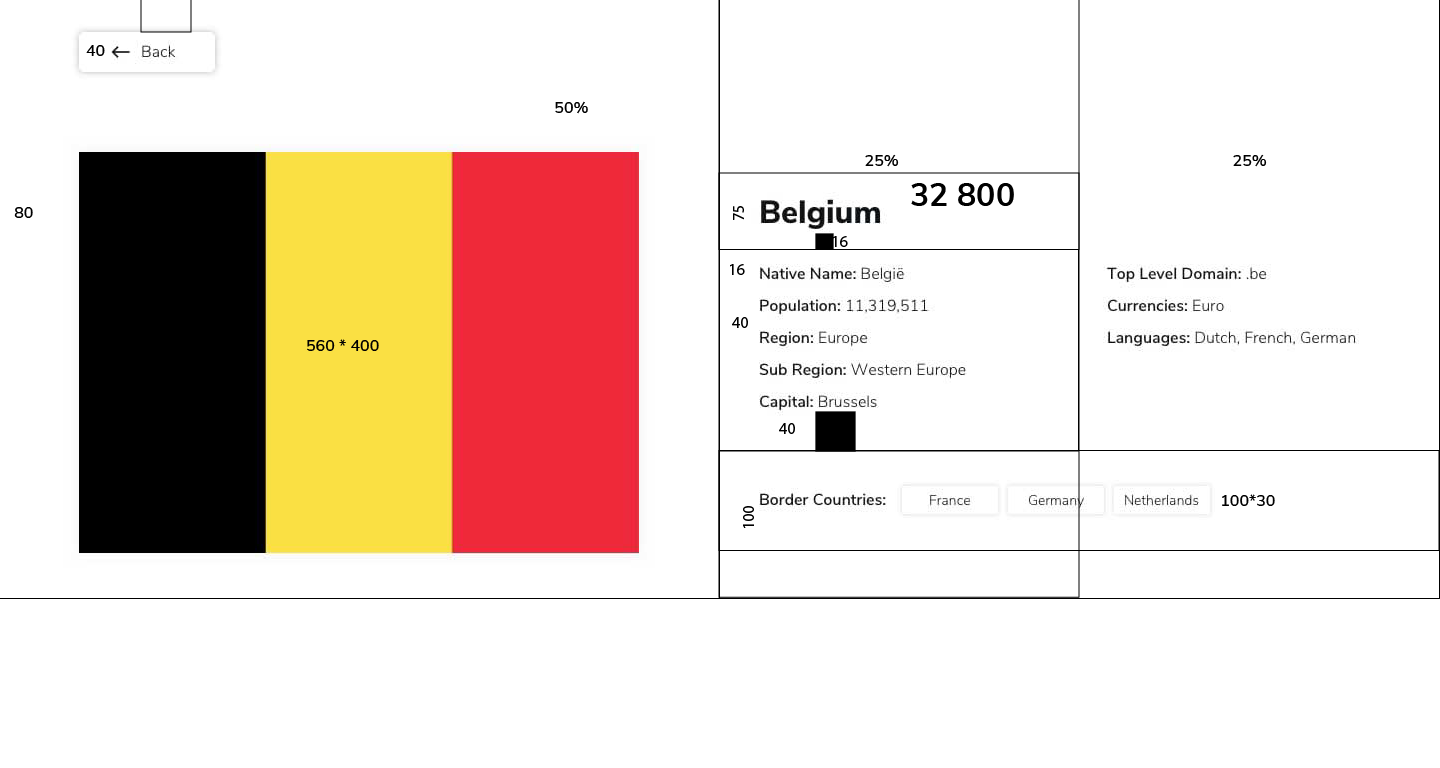 40 ← Back
50%
25%
25%
80
75
Belgium
32 800
16
16
Native Name: België
Population: 11,319,511
40
Region: Europe
Sub Region: Western Europe
Capital: Brussels
40
Top Level Domain: .be
Currencies: Euro
Languages: Dutch, French, German
560 * 400
100
Border Countries: France Germany Netherlands 100*30